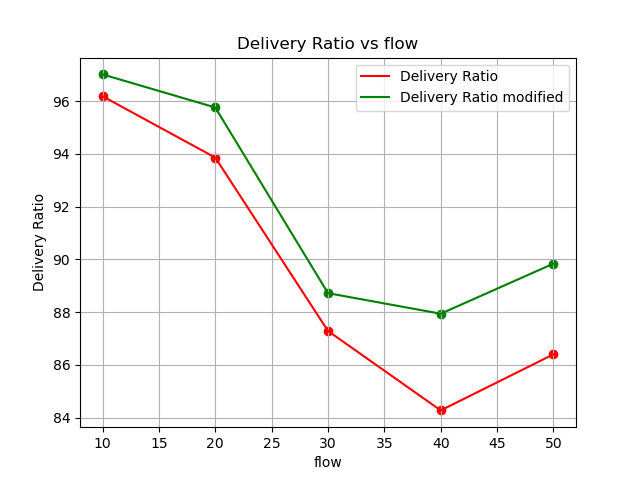 Delivery Ratio vs flow
Delivery Ratio
Delivery Ratio modified
96
94
92
90
88
86
84
Delivery Ratio
10 15 20 25 30 35 40 45 50
flow